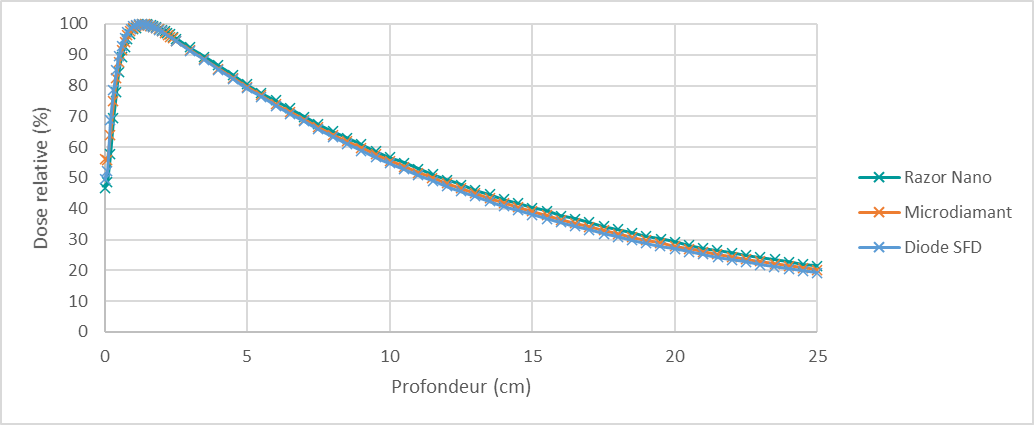 100
90
80
70
60
50
40
30
20
10
0
Dose relative (%)
0 5 10 15 20 25
Profondeur (cm)
Razor Nano
Microdiamant
Diode SFD